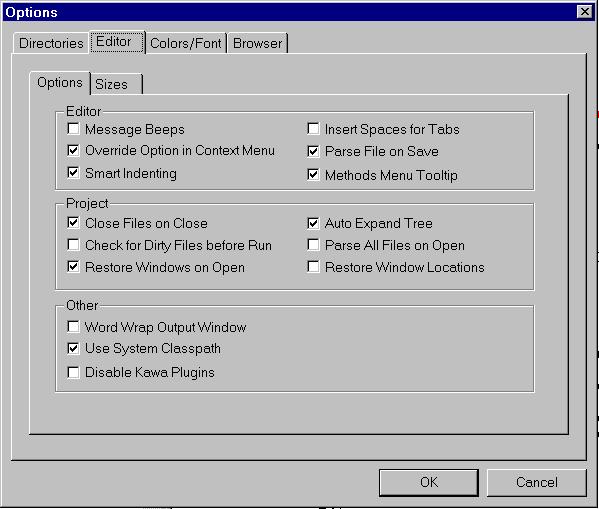 Options
Directories Editor Colors/Font Browser
Options Sizes
Editor
Message Beeps Insert Spaces for Tabs
Override Option in Context Menu Parse File on Save
Smart Indenting Methods Menu Tooltip
Project
Close Files on Close Auto Expand Tree
Check for Dirty Files before Run Parse All Files on Open
Restore Windows on Open Restore Window Locations
Other
Word Wrap Output Window
Use System Classpath
Disable Kawa Plugins
OK Cancel